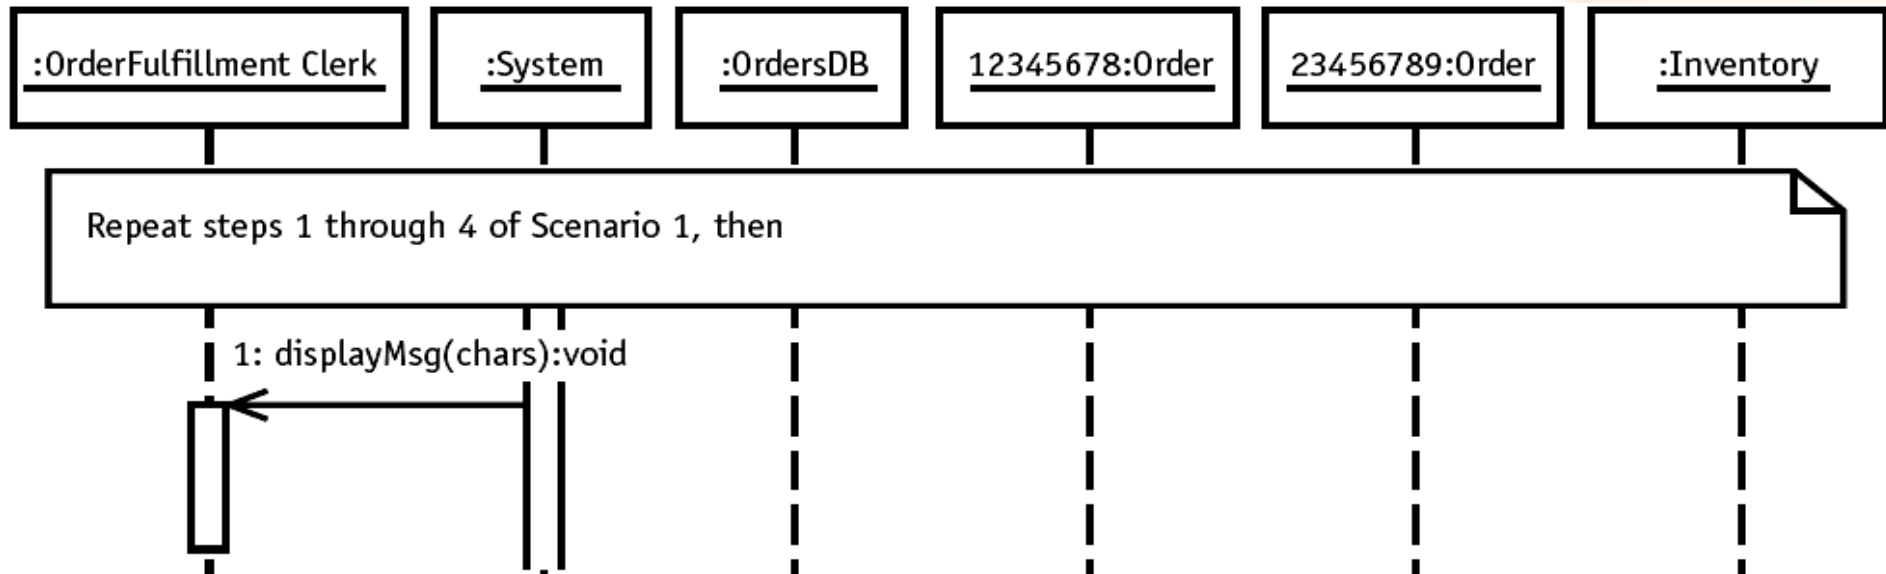 :OrderFulfillment Clerk
:System
:OrdersDB
12345678:Order
23456789:Order
:Inventory
Repeat steps 1 through 4 of Scenario 1, then
1: displayMsg(chars):void